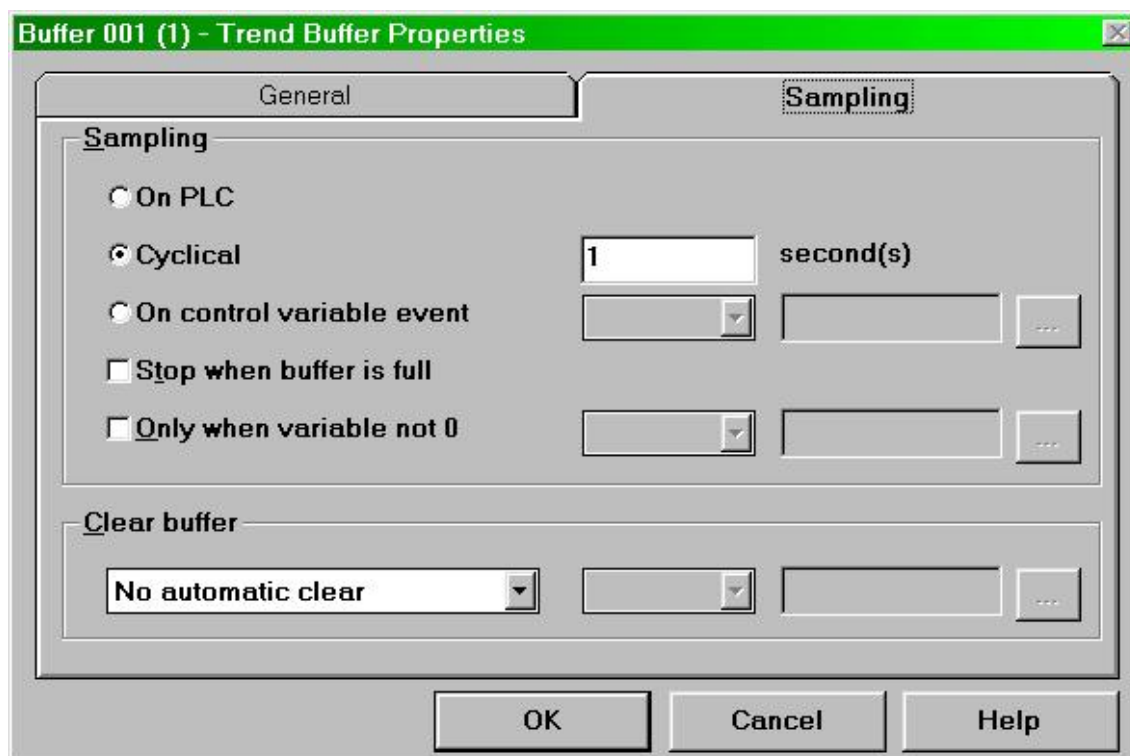 Buffer 001 (1) - Trend Buffer Properties
General
Sampling
Sampling
On PLC
Cyclical 1 second(s)
On control variable event ...
Stop when buffer is full
Only when variable not 0 ...
Clear buffer
No automatic clear ...
OK Cancel Help